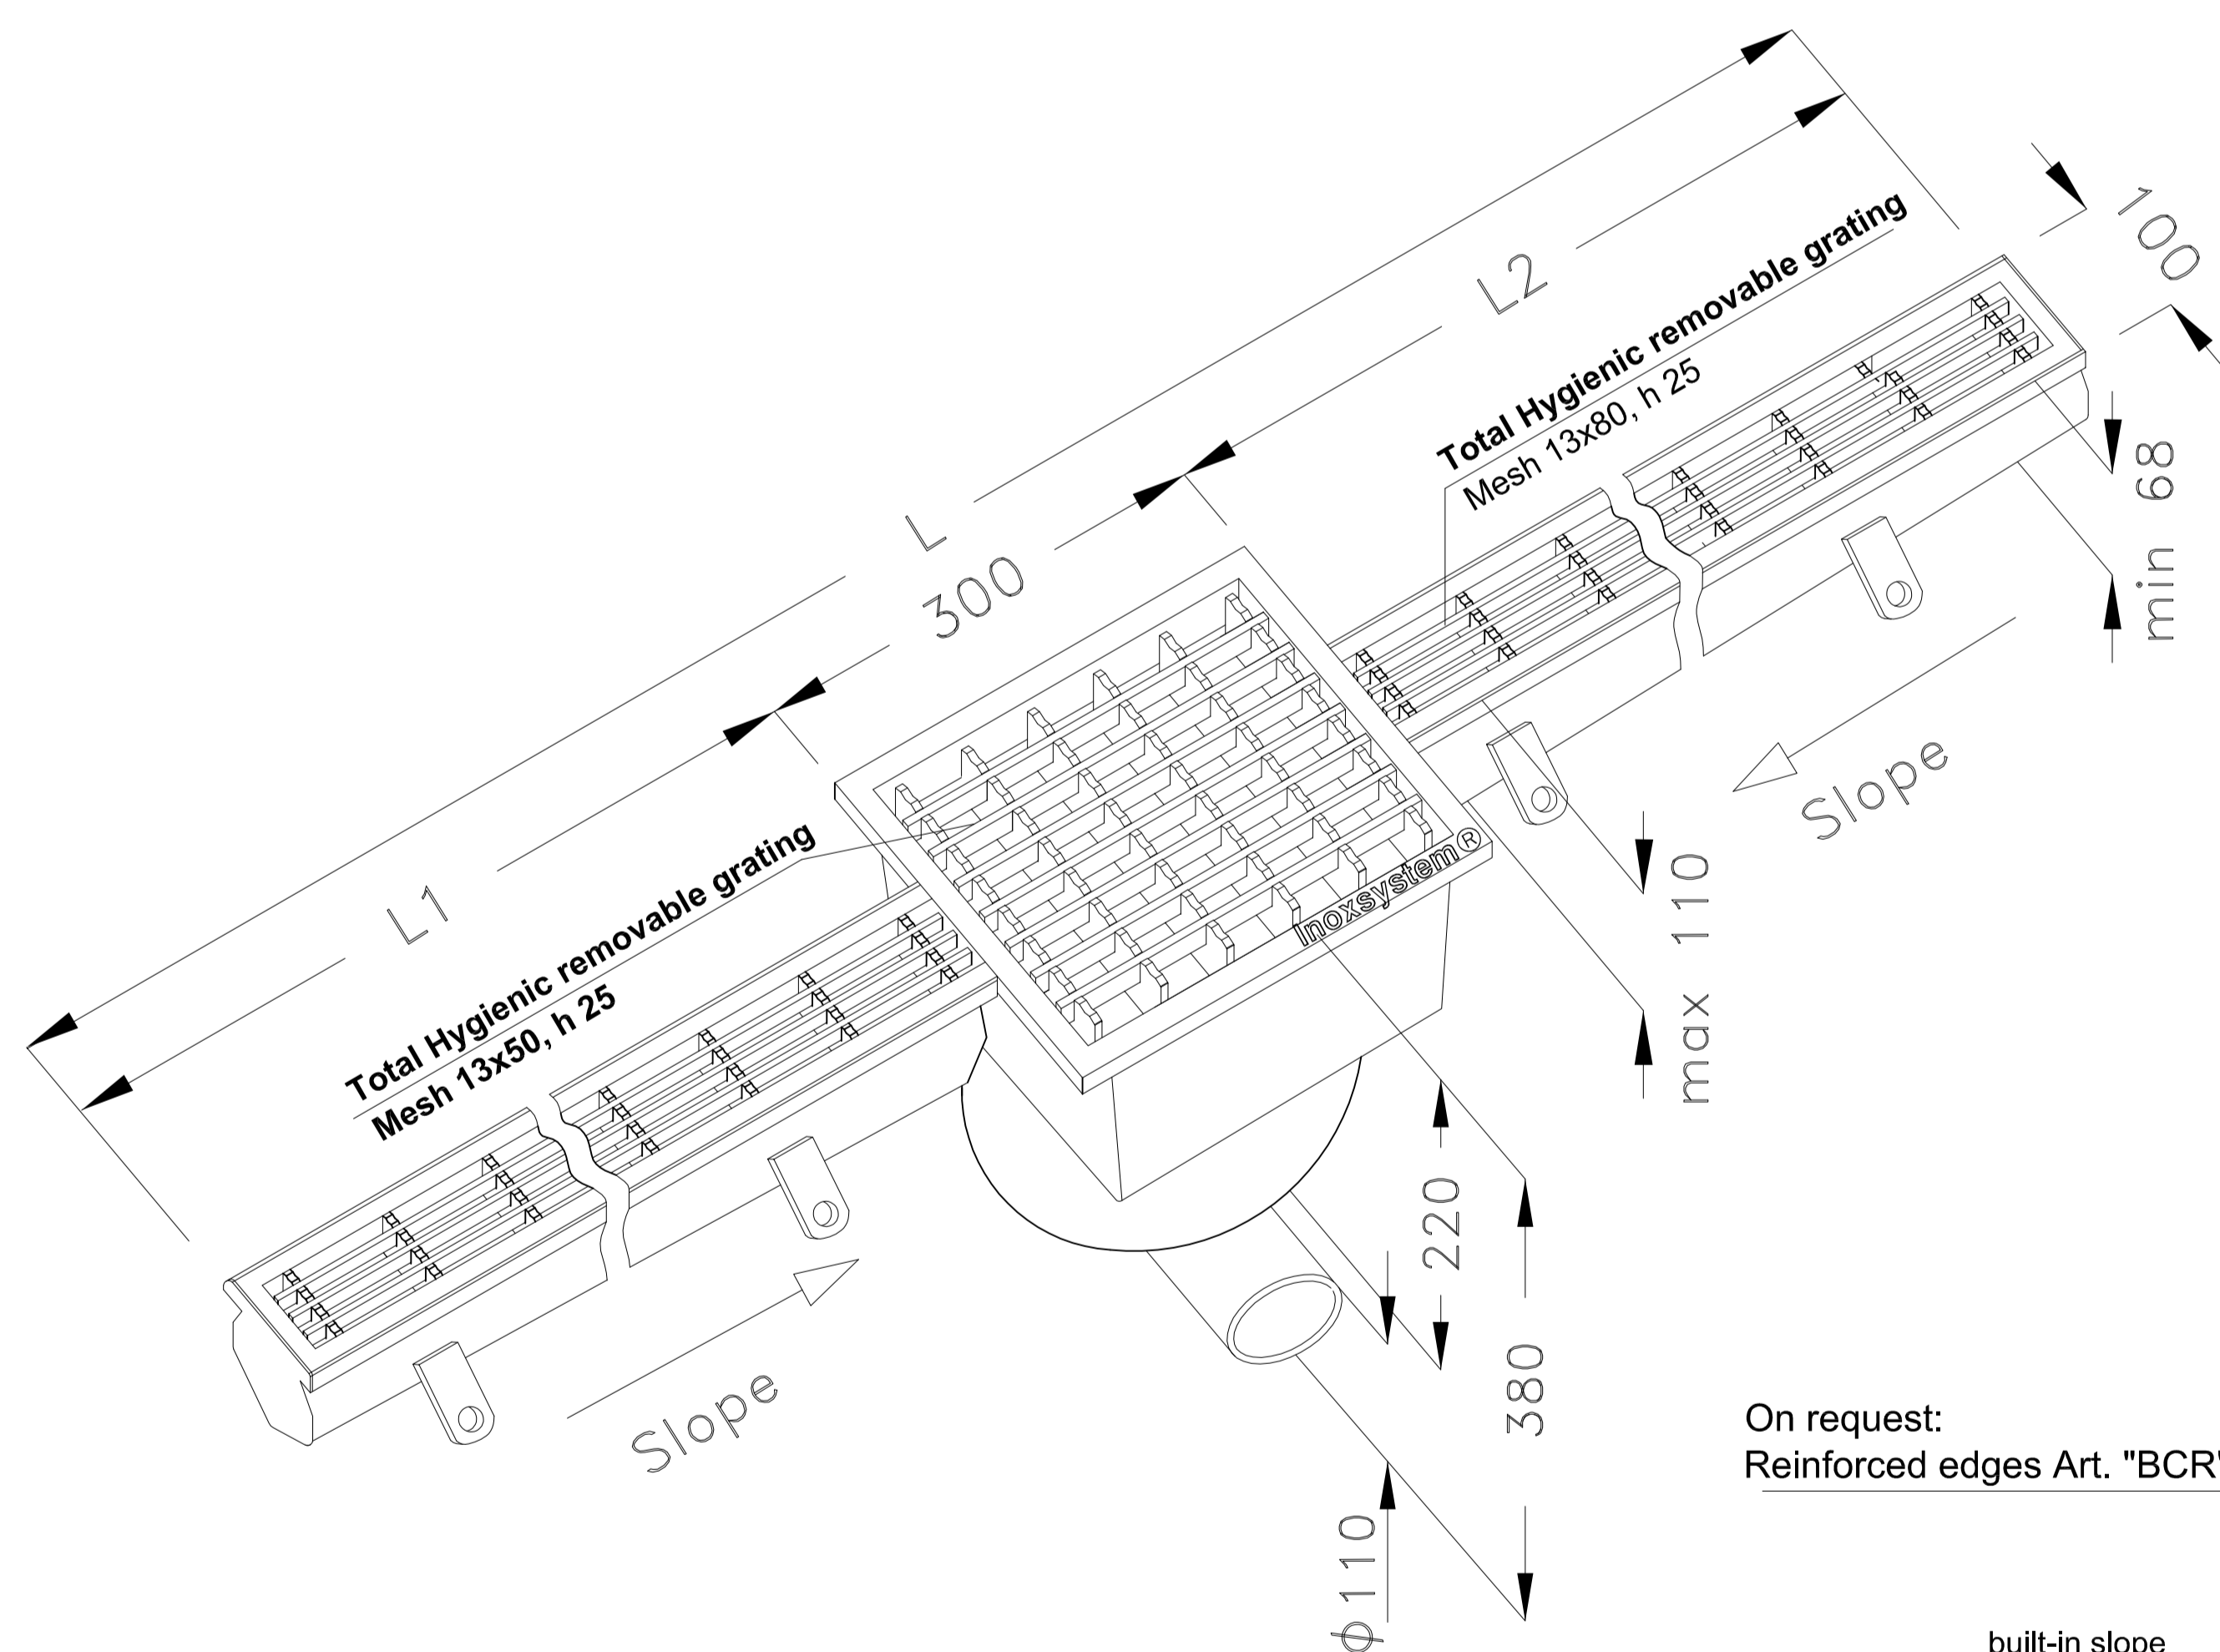 L
L2
100
Total Hygienic removable grating
Mesh 13x80, h 25
300
min 68
L1
Slope
Total Hygienic removable grating
Mesh 13x50, h 25
Inoxsystem®
max 110
220
380
Slope
On request:
Reinforced edges Art. "BCR"
ϕ110
built-in slope